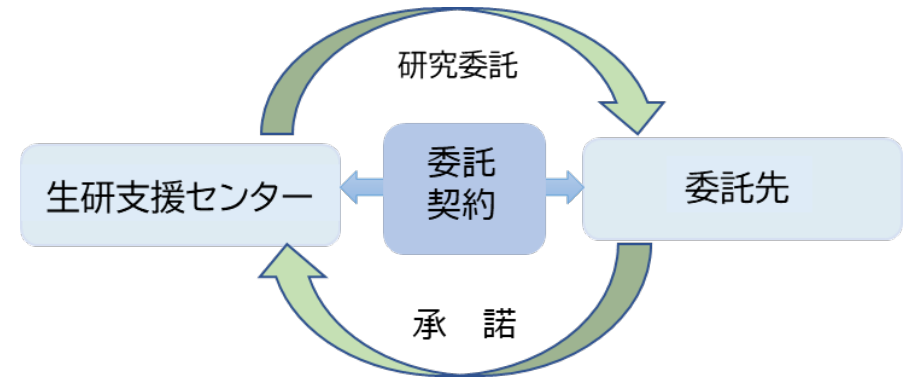 研究委託
生研支援センター
委託
契約
委託先
承　諾